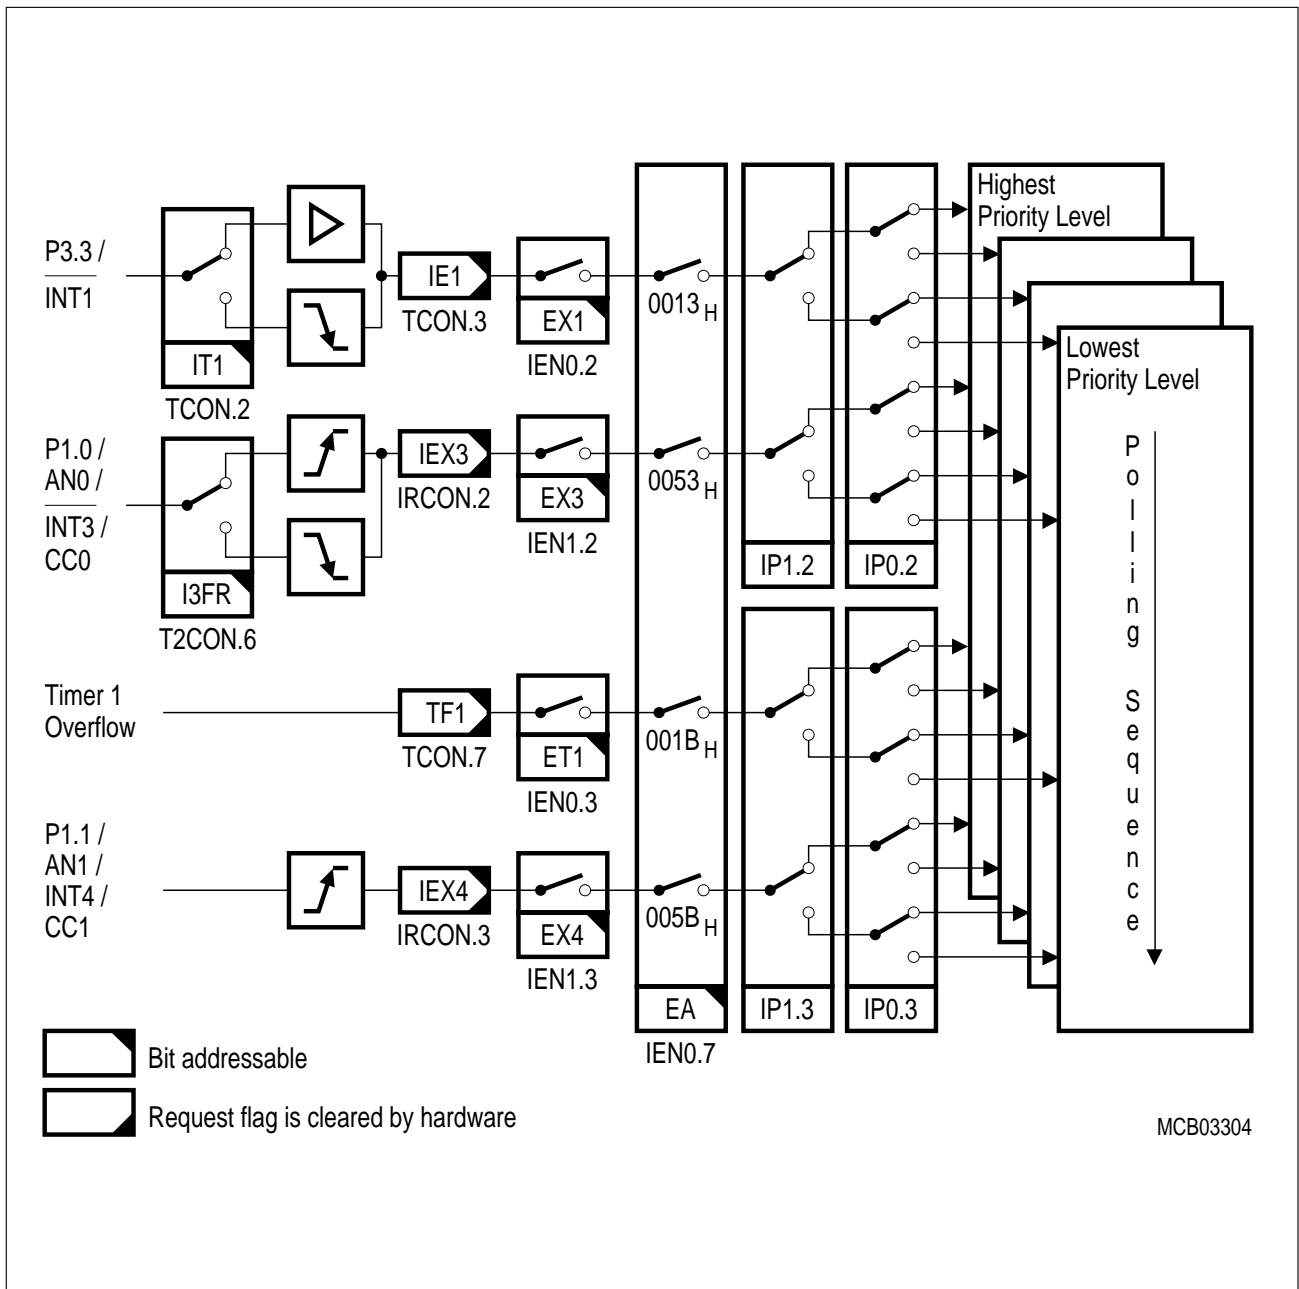 Highest
Priority Level
P3.3 /
INT1
IE1
TCON.3
EX1
IEN0.2
0013 H
IT1
TCON.2
Lowest
Priority Level
P1.0 /
AN0 /
INT3 /
CC0
IEX3
IRCON.2
EX3
IEN1.2
0053 H
I3FR
T2CON.6
IP1.2
IP0.2
Polling Sequence
Timer 1
Overflow
TF1
TCON.7
ET1
IEN0.3
001B H
P1.1 /
AN1 /
INT4 /
CC1
IEX4
IRCON.3
EX4
IEN1.3
005B H
EA
IEN0.7
IP1.3
IP0.3
Bit addressable
Request flag is cleared by hardware
MCB03304